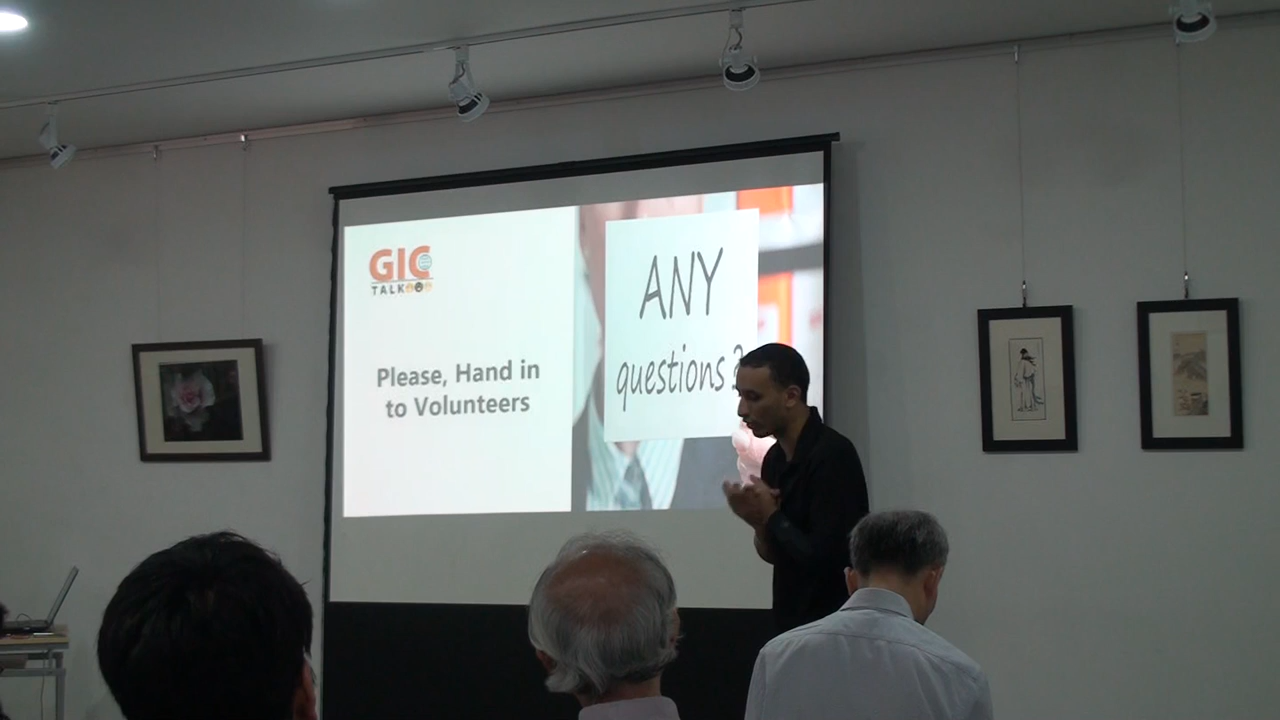 GIC
TALK
Please, Hand in
to Volunteers
ANY
questions?